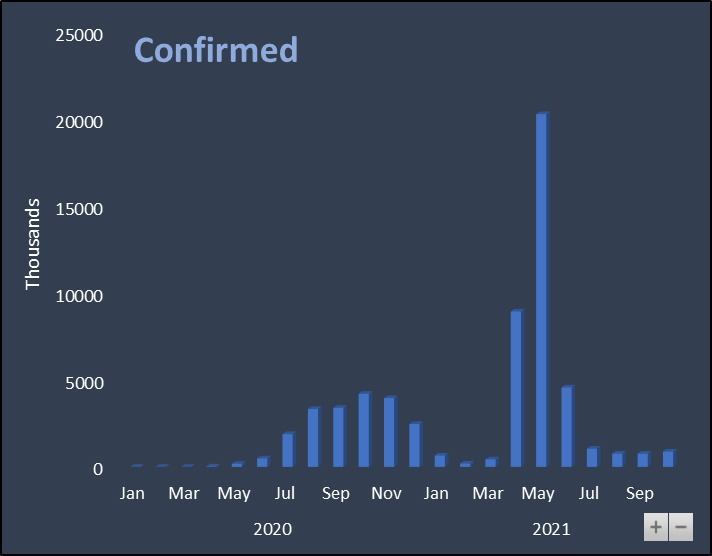 Confirmed
25000
20000
15000
10000
5000
0
Thousands
Jan Mar May Jul Sep Nov Jan Mar May Jul Sep
2020 2021
+ −